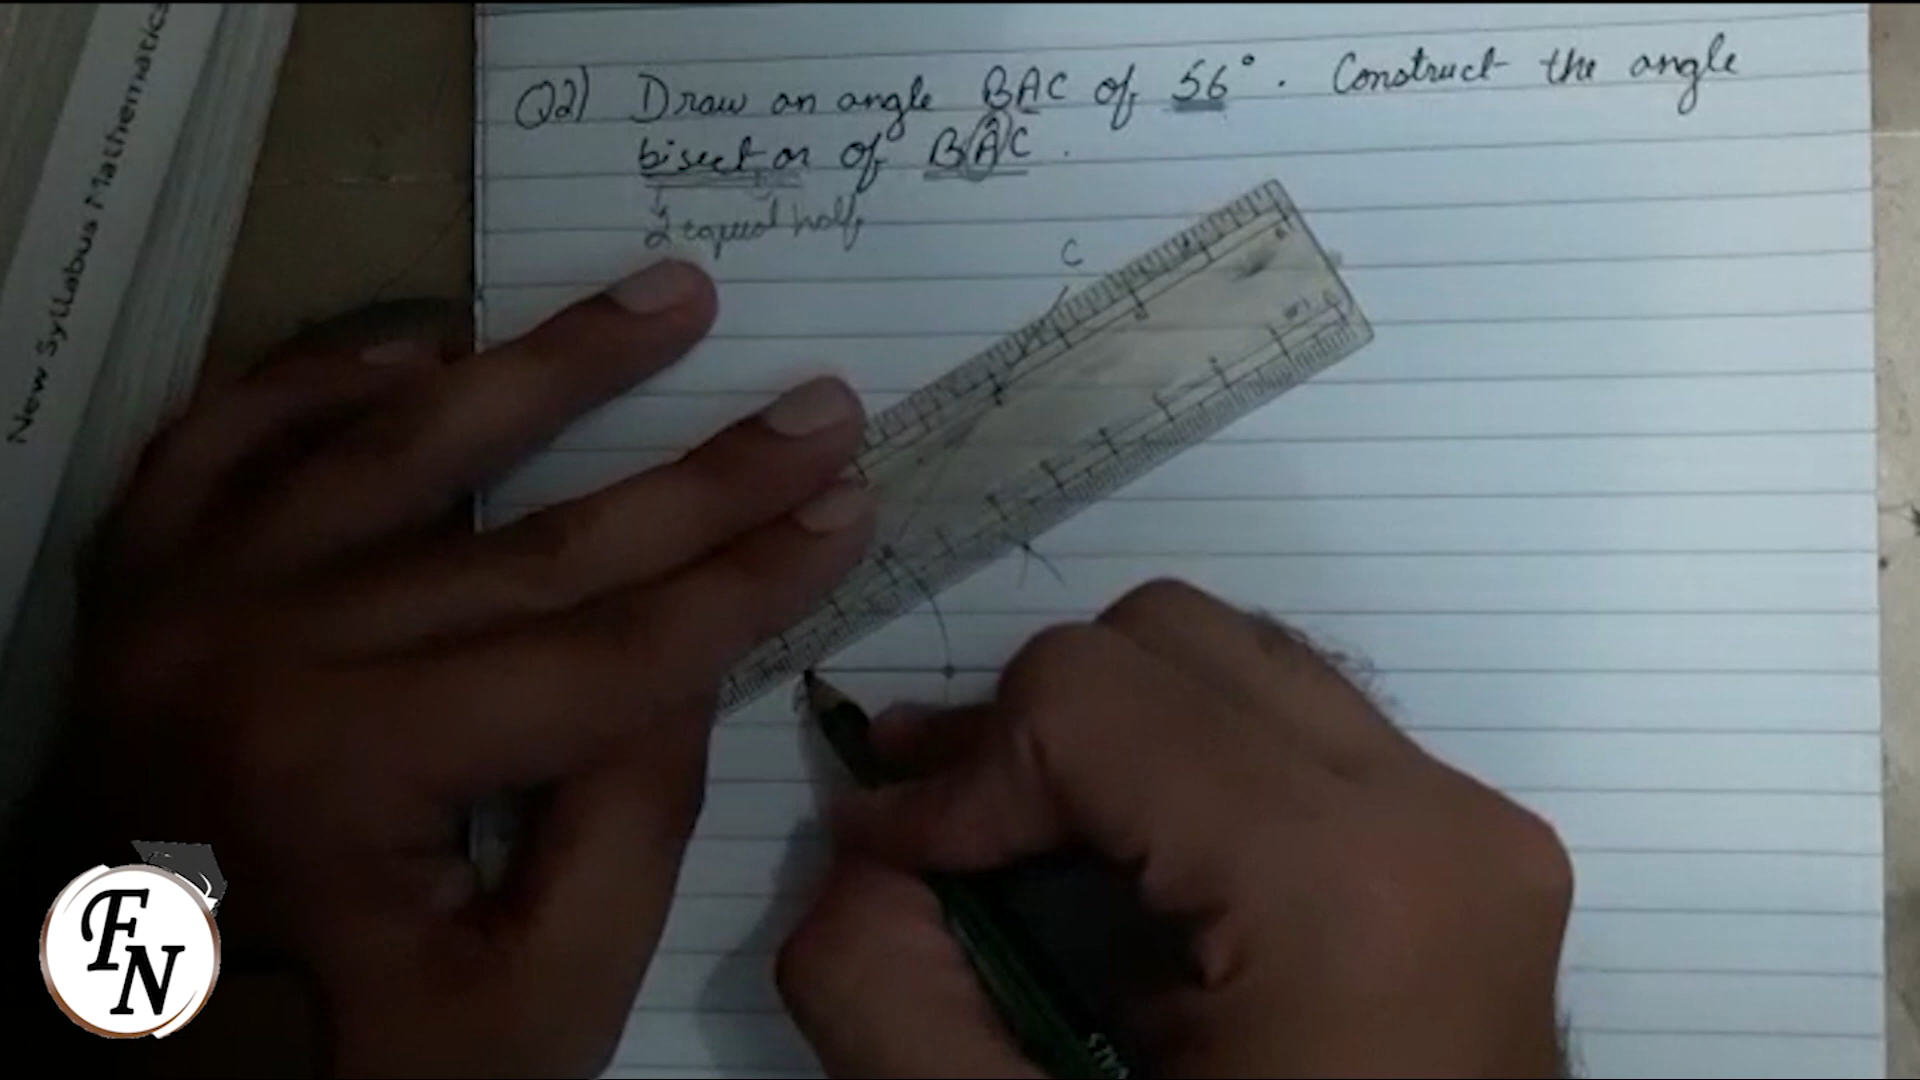 New Syllabus Mathematics
Q2) Draw an angle BAC of 56°. Construct the angle
bisector of BÂC.
2 equal half
C
FN